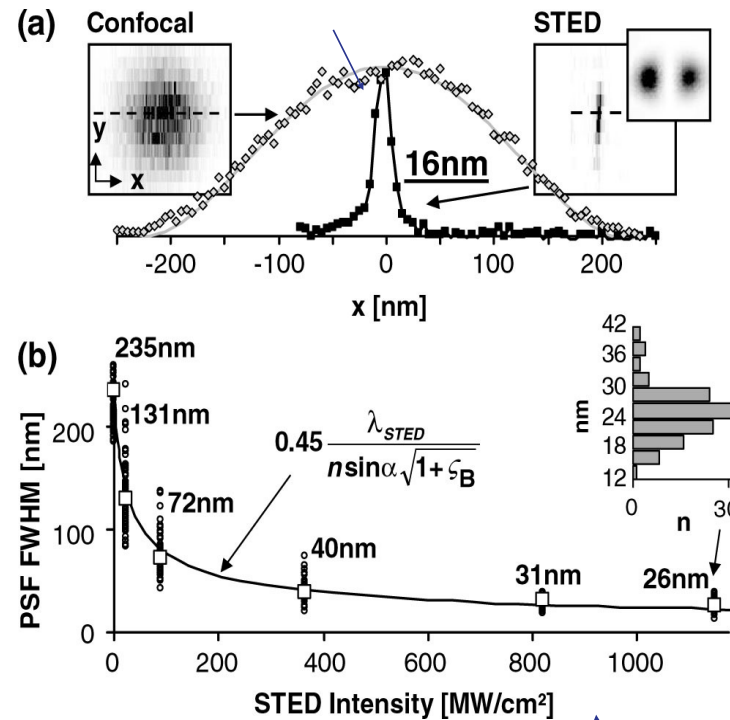 (a) Confocal STED
y
x
16nm
-200 -100 0 100 200
x [nm]
(b)
235nm
131nm
72nm
40nm
31nm
26nm
0.45 λSTED / n sinα √1+ςB
PSF FWHM [nm]
200
100
0
0 200 400 600 800 1000
STED Intensity [MW/cm²]
42
36
30
24
18
12
nm
0 30
n